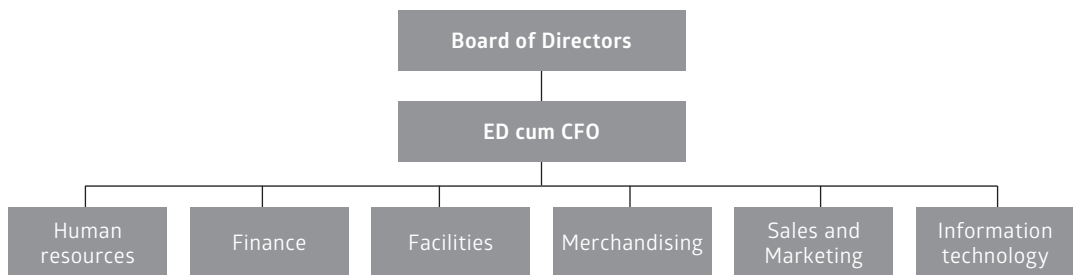 Board of Directors
ED cum CFO
Human
resources
Finance
Facilities
Merchandising
Sales and
Marketing
Information
technology